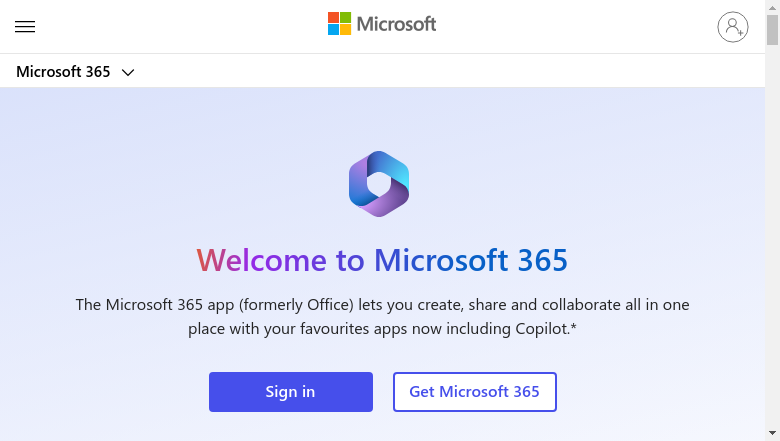 Microsoft
Microsoft 365
Welcome to Microsoft 365
The Microsoft 365 app (formerly Office) lets you create, share and collaborate all in one
place with your favourites apps now including Copilot.*
Sign in
Get Microsoft 365